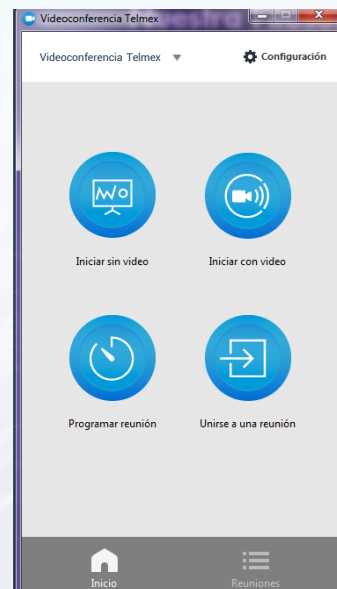 Videoconferencia Telmex
Videoconferencia Telmex
Configuración
Iniciar sin video
Iniciar con video
Programar reunión
Unirse a una reunión
Inicio
Reuniones